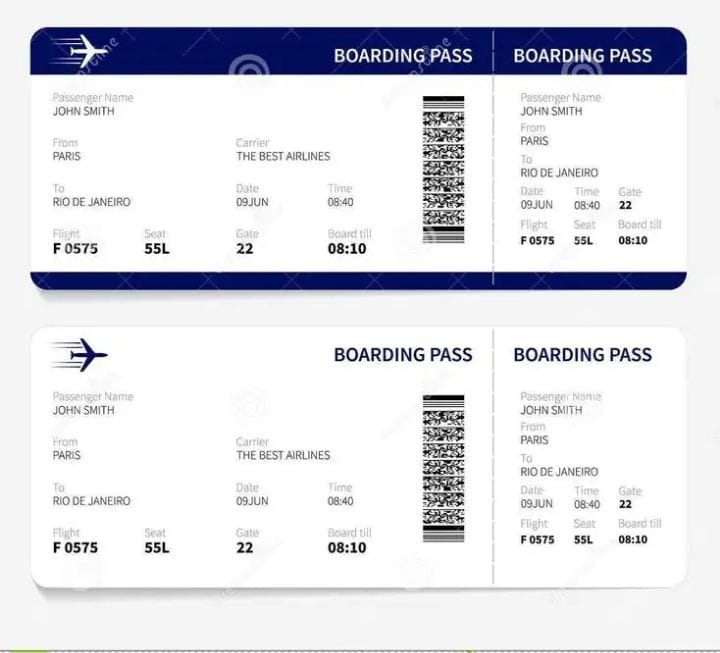 BOARDING PASS
Passenger Name
JOHN SMITH
From Carrier
PARIS THE BEST AIRLINES
To Date Time
RIO DE JANEIRO 09JUN 08:40
Flight Seat Gate Board till
F 0575 55L 22 08:10
BOARDING PASS
Passenger Name
JOHN SMITH
From
PARIS
To
RIO DE JANEIRO
Date Time Gate
09JUN 08:40 22
Flight Seat Board till
F 0575 55L 08:10
BOARDING PASS
Passenger Name
JOHN SMITH
From Carrier
PARIS THE BEST AIRLINES
To Date Time
RIO DE JANEIRO 09JUN 08:40
Flight Seat Gate Board till
F 0575 55L 22 08:10
BOARDING PASS
Passenger Name
JOHN SMITH
From
PARIS
To
RIO DE JANEIRO
Date Time Gate
09JUN 08:40 22
Flight Seat Board till
F 0575 55L 08:10